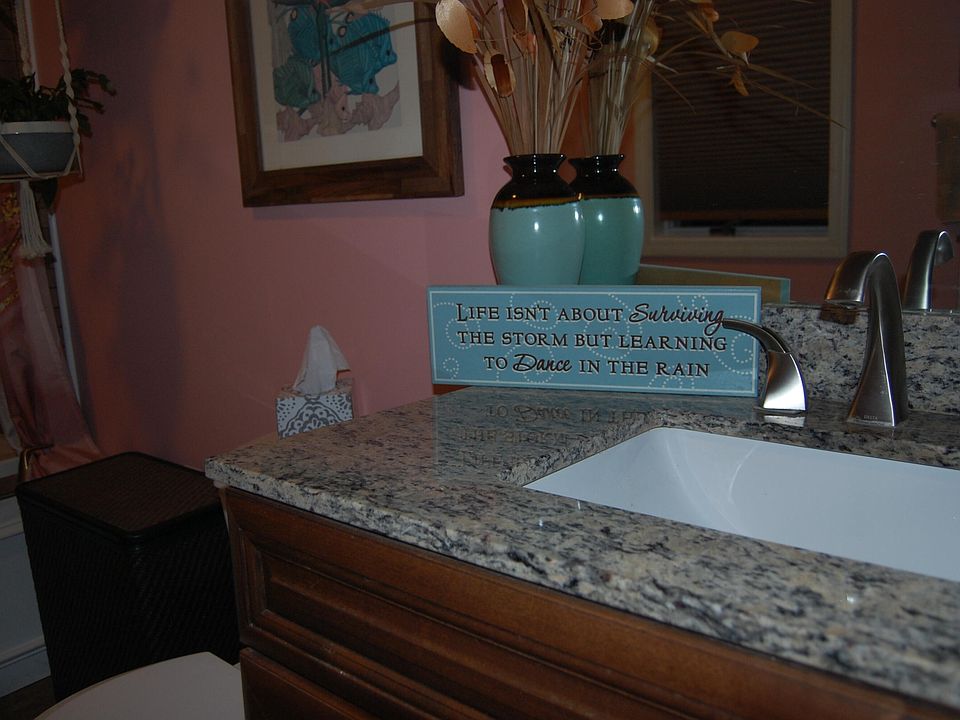 LIFE ISN'T ABOUT Surviving
THE STORM BUT LEARNING
TO Dance IN THE RAIN